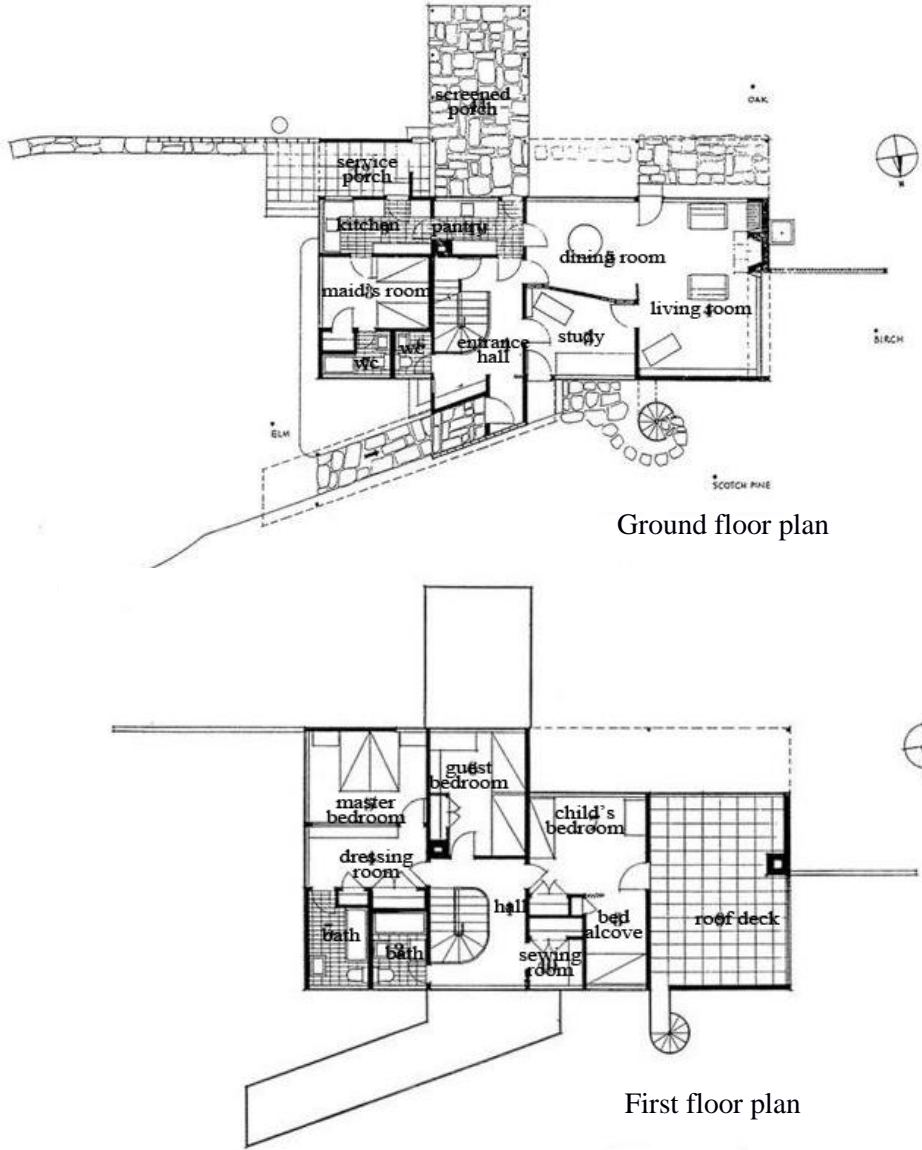 screened
porch
OAK
service
porch
N
kitchen
pantry
dining room
maid's room
living room
BIRCH
entrance
hall
study
wc
wc
ELM
SCOTCH PINE
Ground floor plan
guest
bedroom
master
bedroom
child's
bedroom
dressing
room
hall
bed
alcove
roof deck
bath
bath
sewing
room
First floor plan